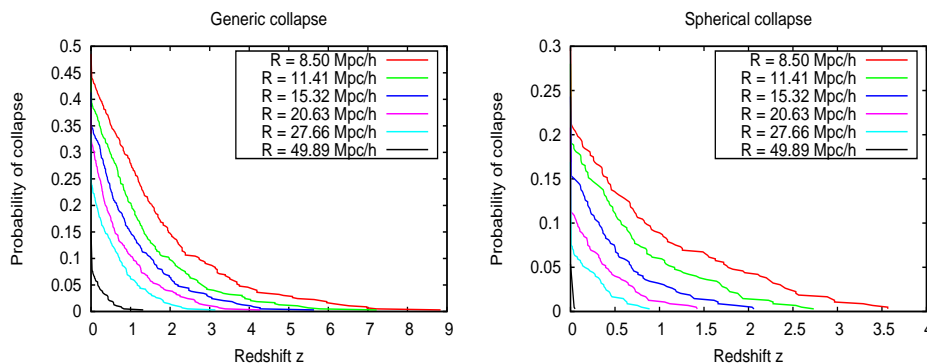 Generic collapse
Probability of collapse
0.5
0.45
0.4
0.35
0.3
0.25
0.2
0.15
0.1
0.05
0
R = 8.50 Mpc/h
R = 11.41 Mpc/h
R = 15.32 Mpc/h
R = 20.63 Mpc/h
R = 27.66 Mpc/h
R = 49.89 Mpc/h
0 1 2 3 4 5 6 7 8 9
Redshift z
Spherical collapse
Probability of collapse
0.3
0.25
0.2
0.15
0.1
0.05
0
R = 8.50 Mpc/h
R = 11.41 Mpc/h
R = 15.32 Mpc/h
R = 20.63 Mpc/h
R = 27.66 Mpc/h
R = 49.89 Mpc/h
0 0.5 1 1.5 2 2.5 3 3.5 4
Redshift z